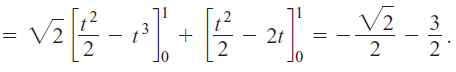 = √2 [t²/2 − t³]₀¹ + [t²/2 − 2t]₀¹ = −√2/2 − 3/2.